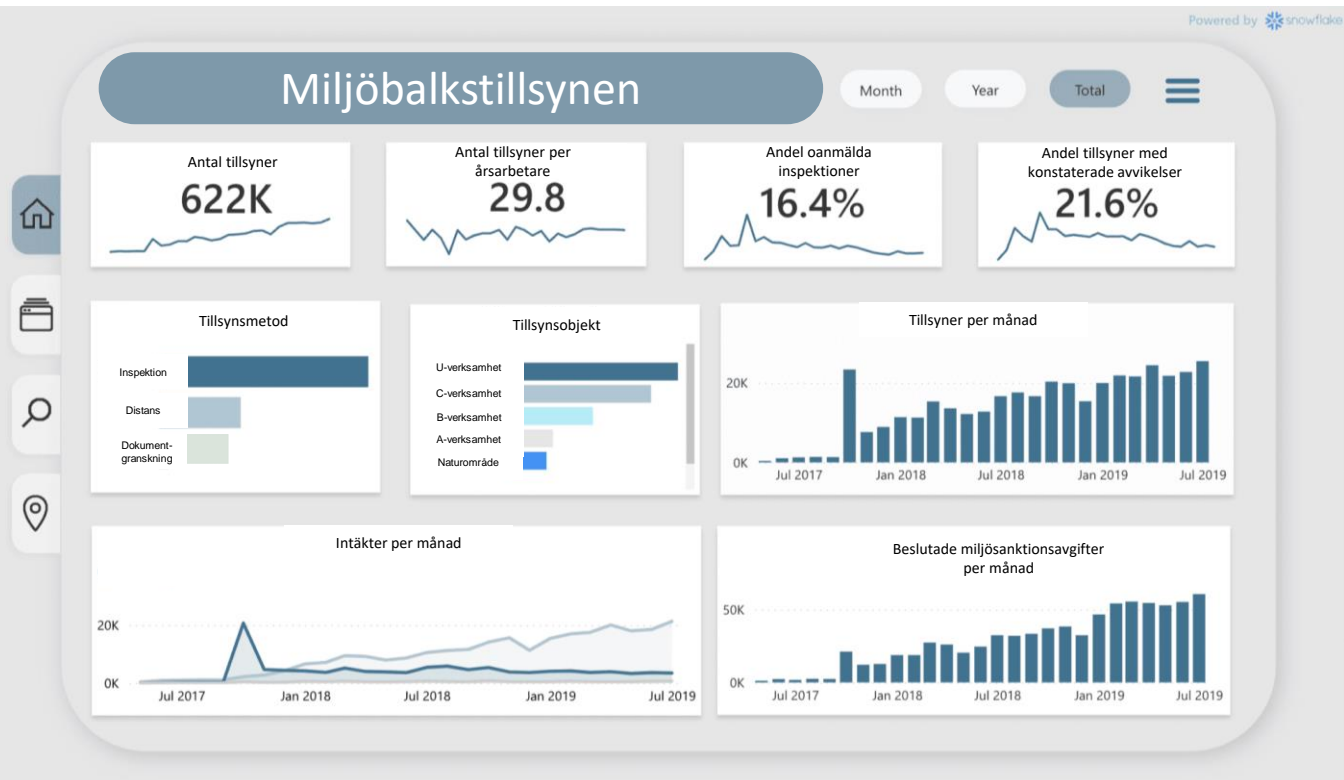 Powered by snowflake
Miljöbalkstillsynen
Month
Year
Total
Antal tillsyner
622K
Antal tillsyner per
årsarbetare
29.8
Andel oanmälda
inspektioner
16.4%
Andel tillsyner med
konstaterade avvikelser
21.6%
Tillsynsmetod
Inspektion
Distans
Dokument-
granskning
Tillsynsobjekt
U-verksamhet
C-verksamhet
B-verksamhet
A-verksamhet
Naturområde
Tillsyner per månad
20K
0K
Jul 2017
Jan 2018
Jul 2018
Jan 2019
Jul 2019
Intäkter per månad
20K
0K
Jul 2017
Jan 2018
Jul 2018
Jan 2019
Jul 2019
Beslutade miljösanktionsavgifter
per månad
50K
0K
Jul 2017
Jan 2018
Jul 2018
Jan 2019
Jul 2019